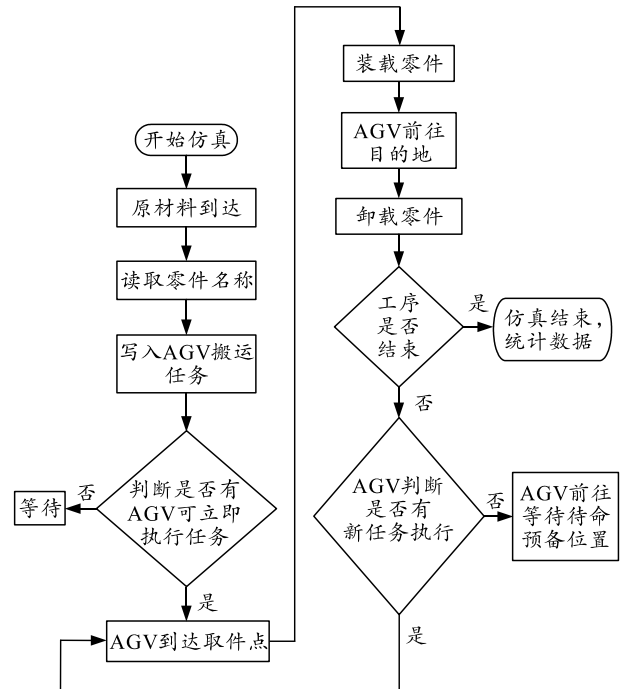 开始仿真
原材料到达
读取零件名称
写入AGV搬运
任务
判断是否有
AGV可立即
执行任务
否
等待
是
AGV到达取件点
装载零件
AGV前往
目的地
卸载零件
工序
是否
结束
是
仿真结束，
统计数据
否
AGV判断
是否有
新任务执行
否
AGV前往
等待待命
预备位置
是